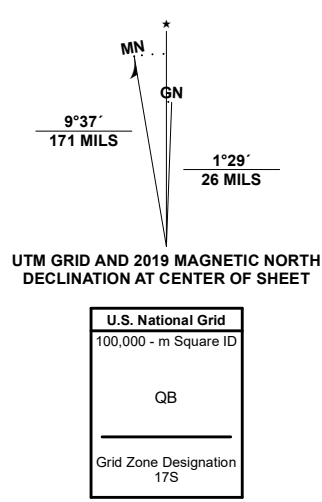 MN
GN
9°37´
171 MILS
1°29´
26 MILS
UTM GRID AND 2019 MAGNETIC NORTH
DECLINATION AT CENTER OF SHEET
U.S. National Grid
100,000 - m Square ID
QB
Grid Zone Designation
17S